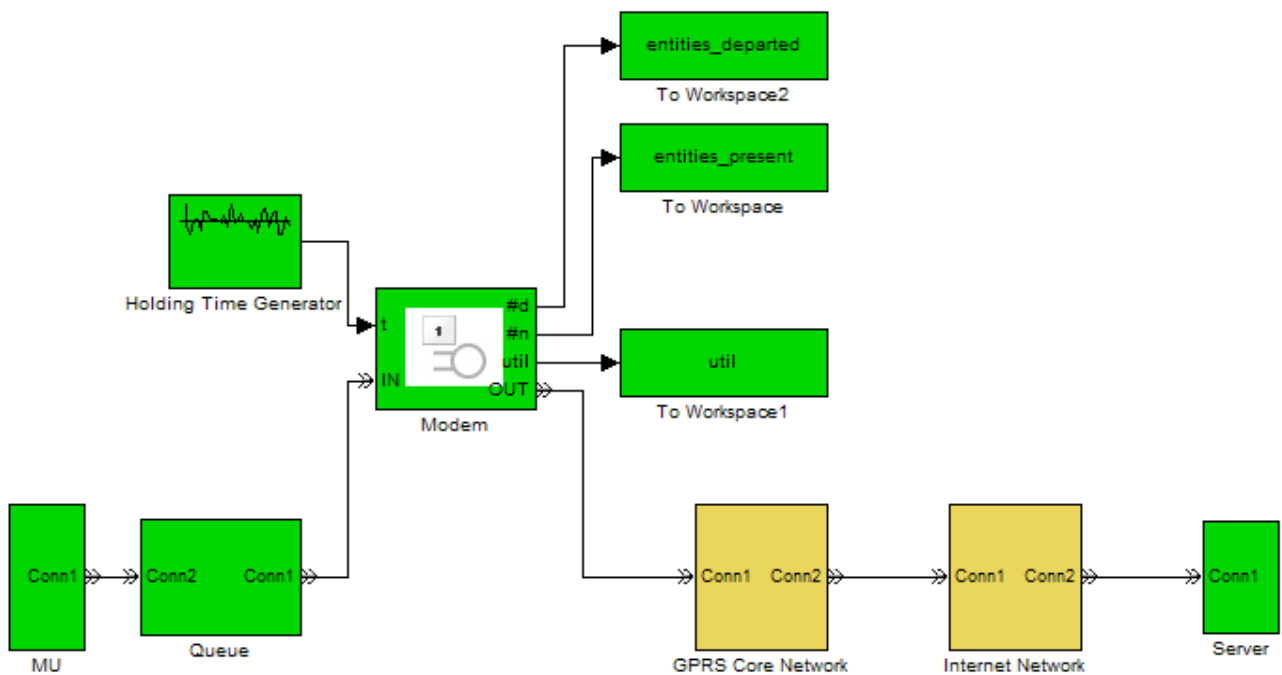 entities_departed
To Workspace2
entities_present
To Workspace
Holding Time Generator
t
IN
1
#d
#n
util
OUT
Modem
util
To Workspace1
Conn1
MU
Conn2 Conn1
Queue
Conn1 Conn2
GPRS Core Network
Conn1 Conn2
Internet Network
Conn1
Server